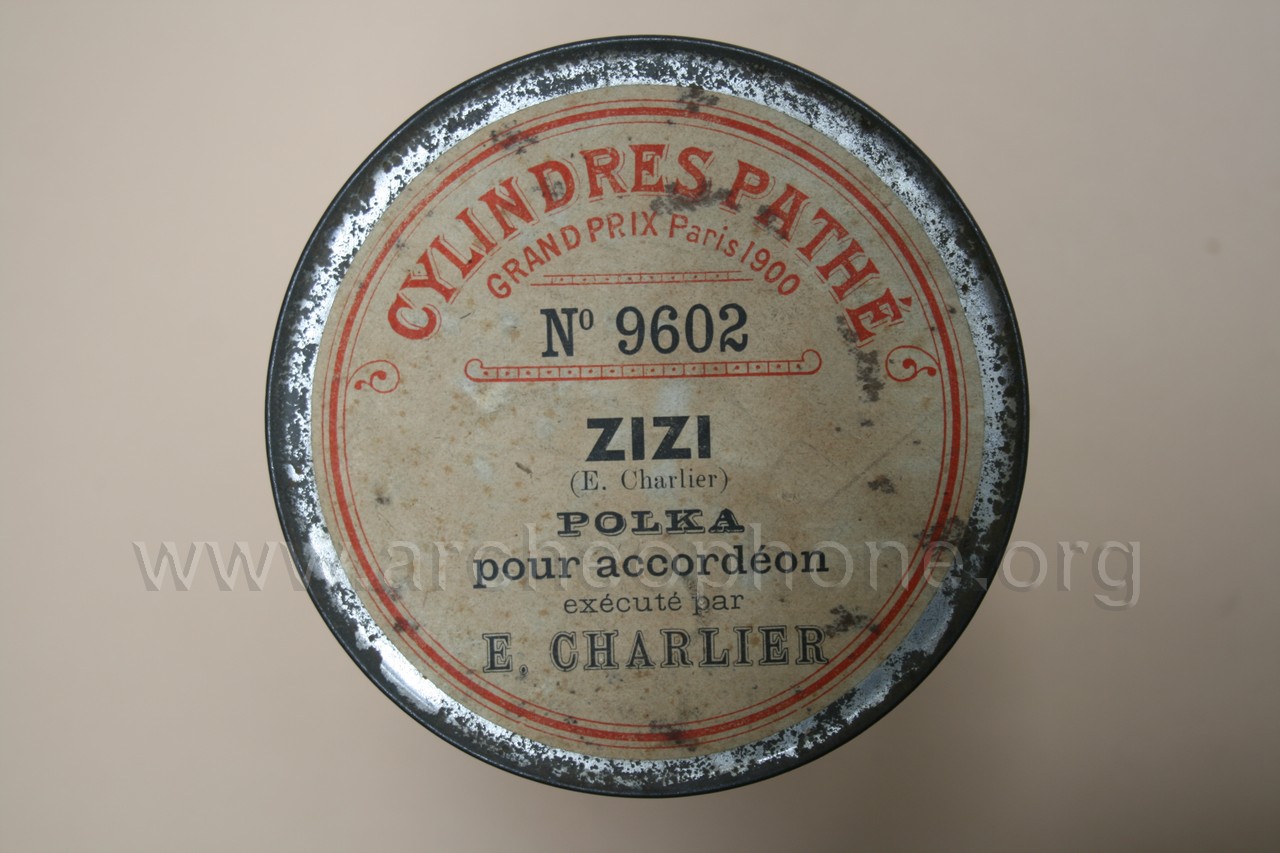 CYLINDRES PATHÉ
GRAND PRIX Paris 1900
Nº 9602
ZIZI
(E. Charlier)
POLKA
pour accordéon
www.archeophone.org
exécuté par
E. CHARLIER